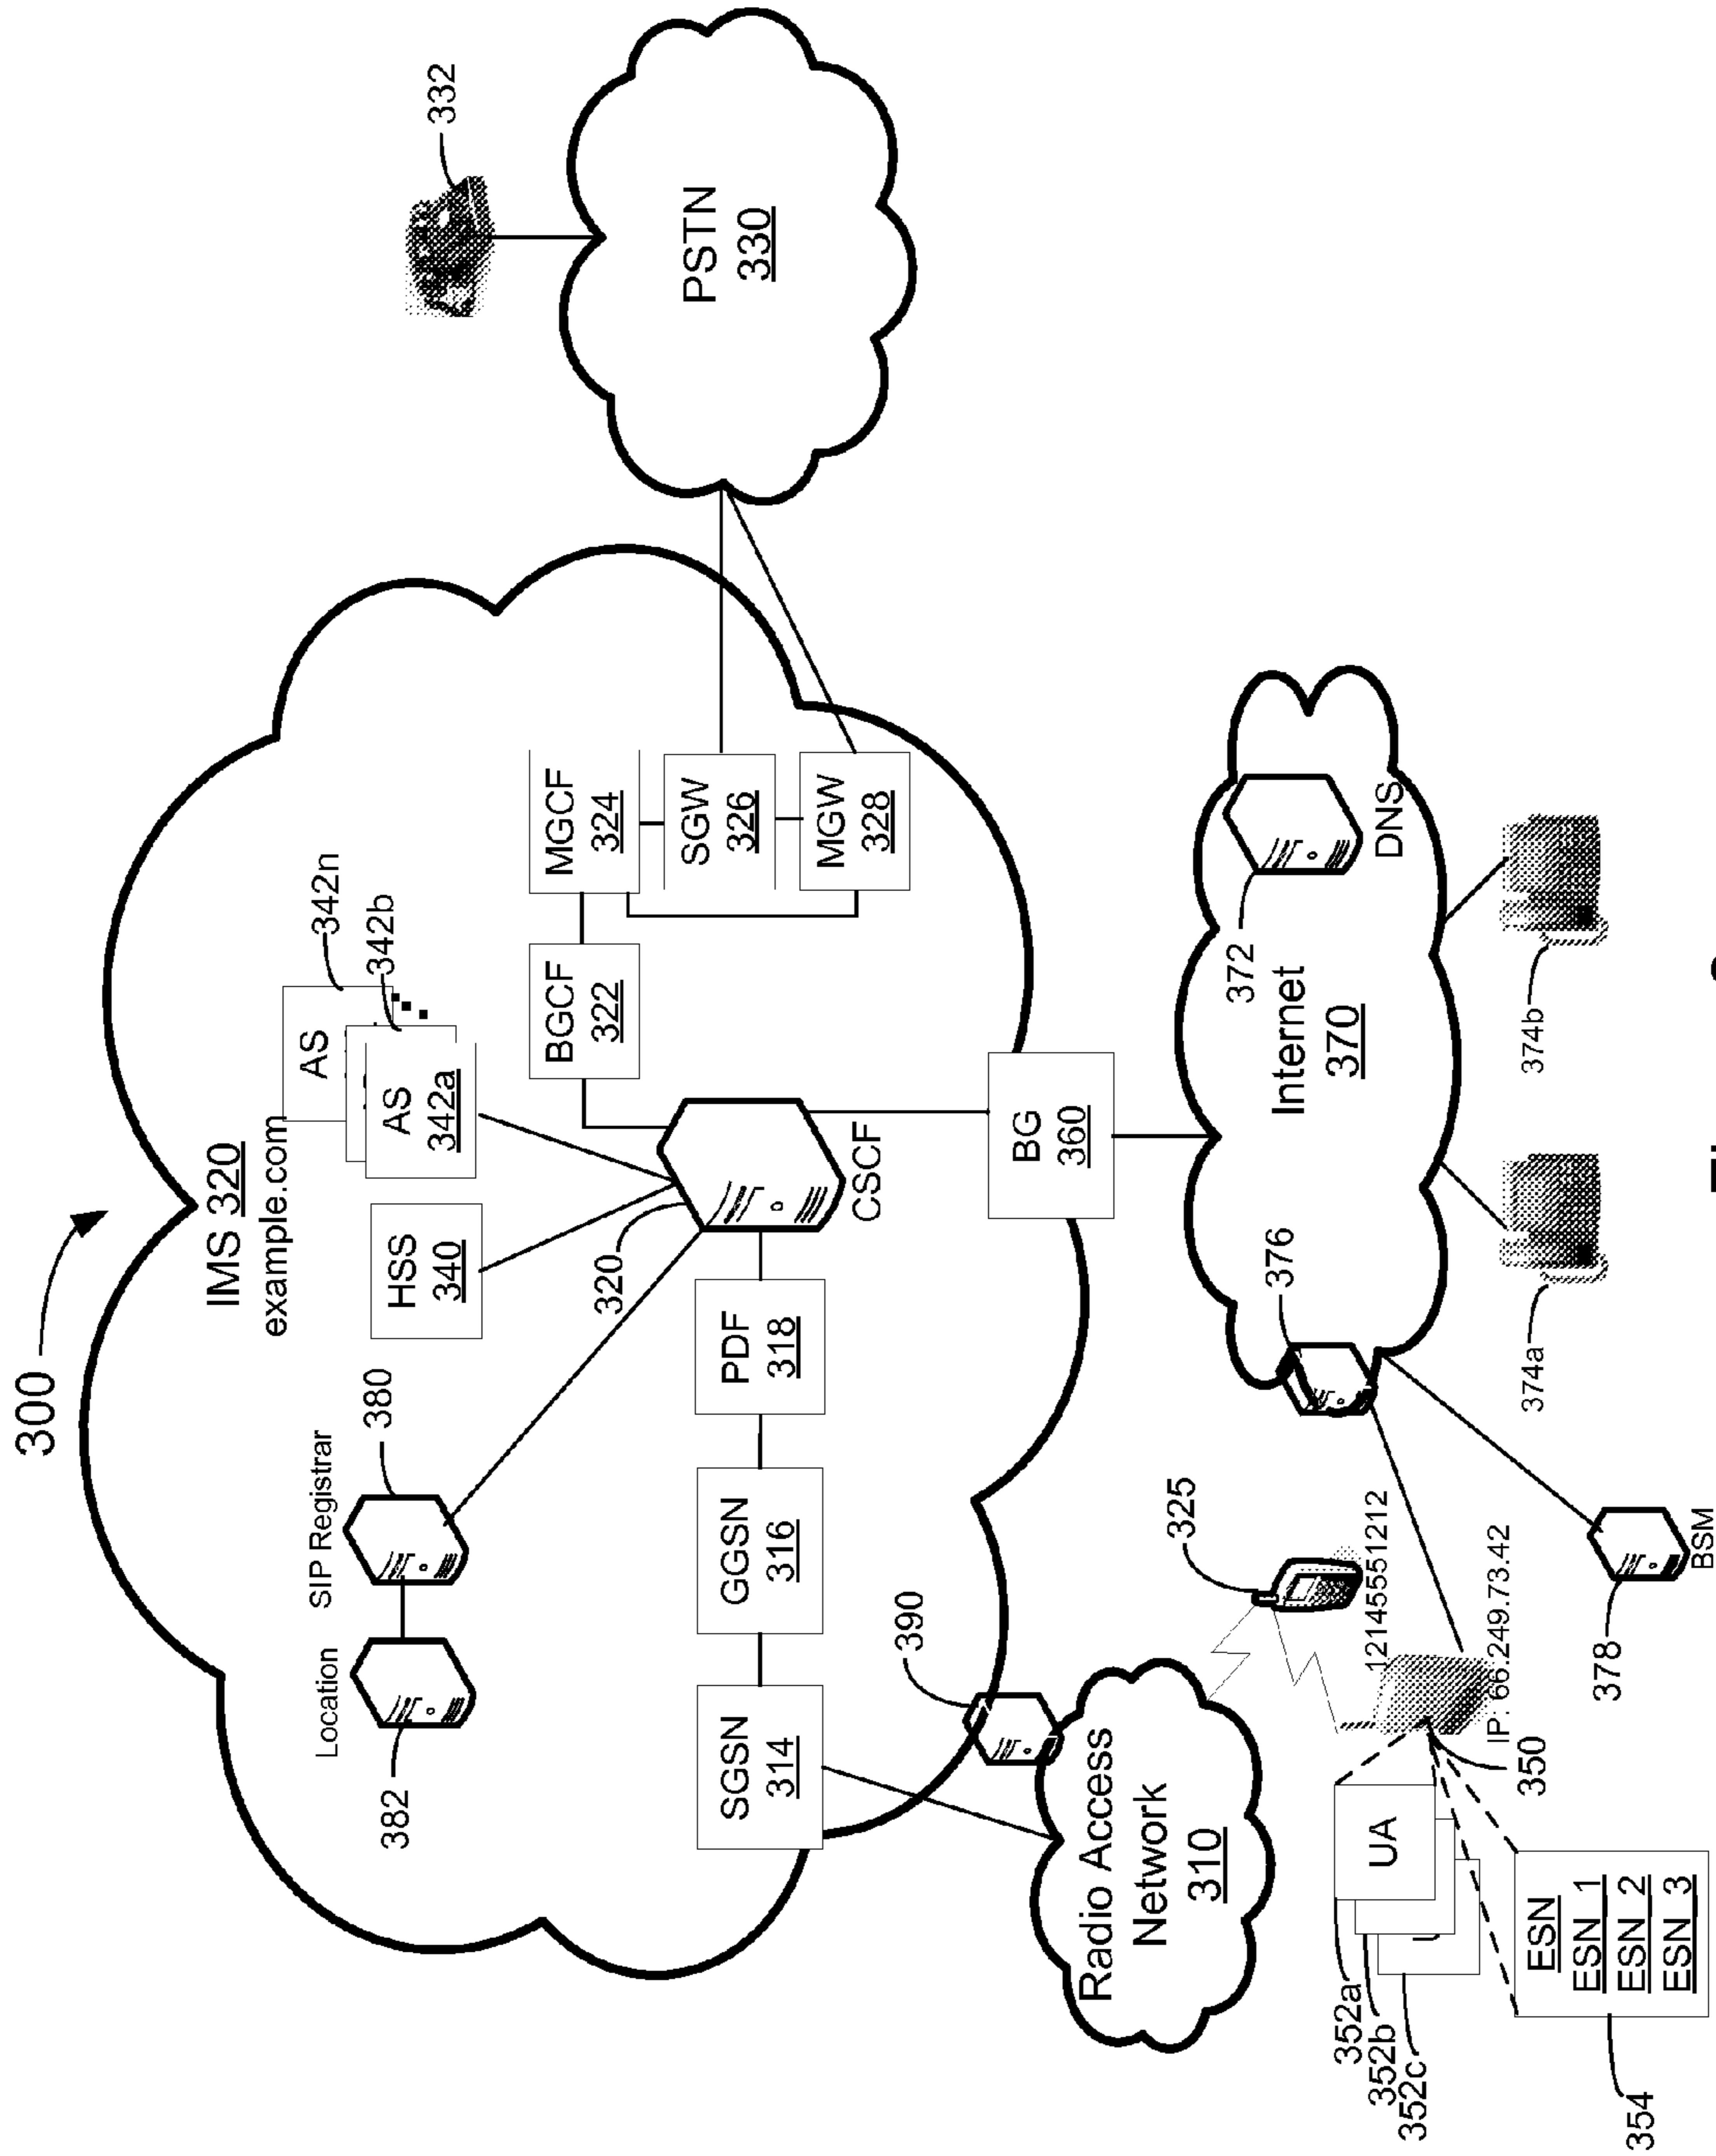 300
IMS 320
example.com
Location
SIP Registrar
382
380
HSS
340
AS
342n
342b
AS
342a
320
CSCF
SGSN
314
GGSN
316
PDF
318
BGCF
322
MGCF
324
SGW
326
MGW
328
PSTN
330
332
BG
360
390
Radio Access
Network
310
325
12145551212
IP: 66.249.73.42
350
UA
352a
352b
352c
ESN
ESN_1
ESN_2
ESN_3
354
376
Internet
370
372
DNS
378
BSM
374a
374b